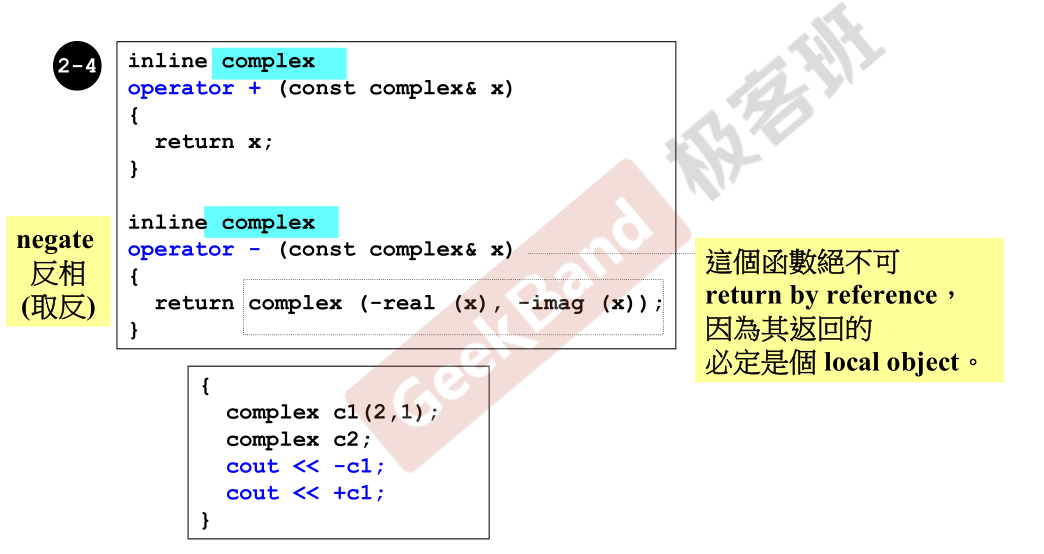 2-4
inline complex
operator + (const complex& x)
{
  return x;
}
inline complex
operator - (const complex& x)
{
  return complex (-real (x), -imag (x));
}
negate
反相
(取反)
這個函數絕不可
return by reference，
因為其返回的
必定是個 local object。
{
  complex c1(2,1);
  complex c2;
  cout << -c1;
  cout << +c1;
}
GeekBand 极客班